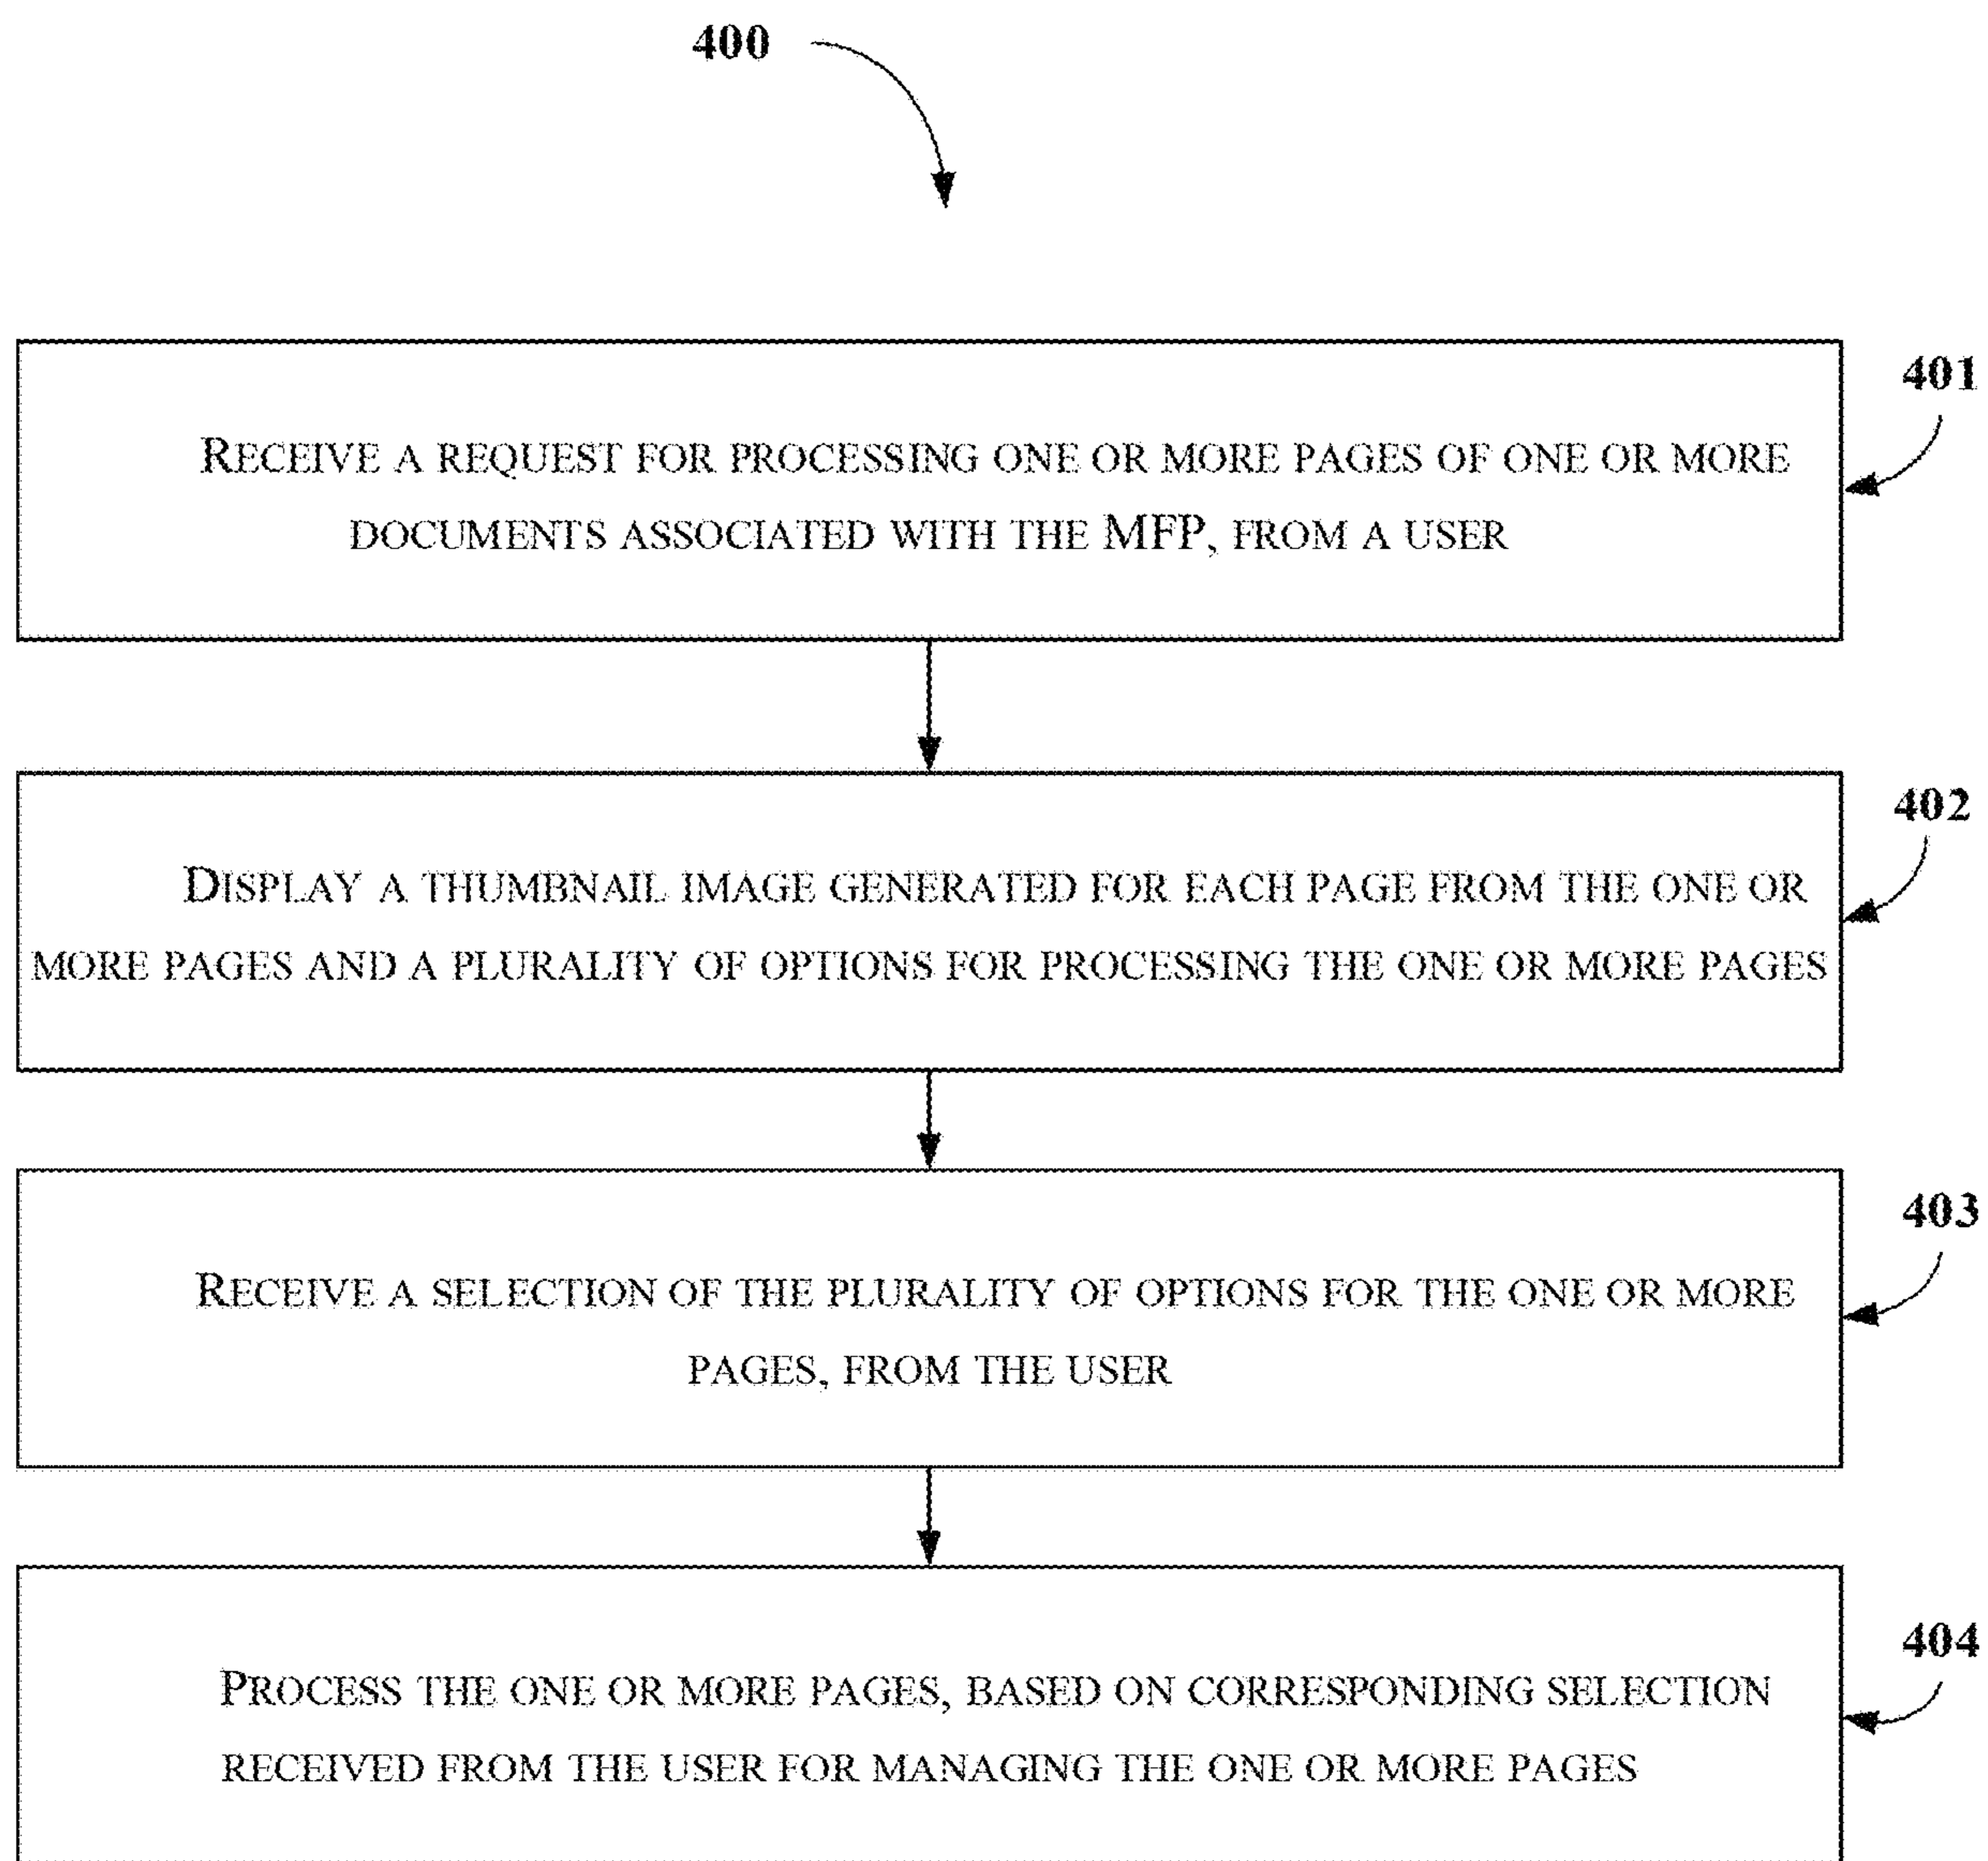 400
401
RECEIVE A REQUEST FOR PROCESSING ONE OR MORE PAGES OF ONE OR MORE
DOCUMENTS ASSOCIATED WITH THE MFP, FROM A USER
402
DISPLAY A THUMBNAIL IMAGE GENERATED FOR EACH PAGE FROM THE ONE OR
MORE PAGES AND A PLURALITY OF OPTIONS FOR PROCESSING THE ONE OR MORE PAGES
403
RECEIVE A SELECTION OF THE PLURALITY OF OPTIONS FOR THE ONE OR MORE
PAGES, FROM THE USER
404
PROCESS THE ONE OR MORE PAGES, BASED ON CORRESPONDING SELECTION
RECEIVED FROM THE USER FOR MANAGING THE ONE OR MORE PAGES